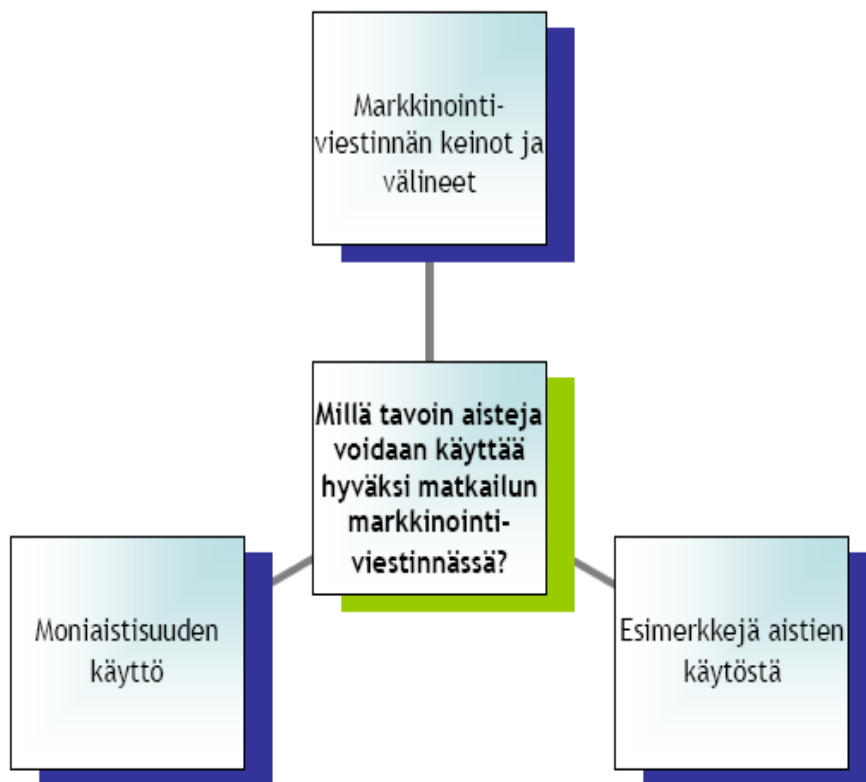 Markkinointi-
viestinnän keinot ja
välineet
Millä tavoin aisteja
voidaan käyttää
hyväksi matkailun
markkinointi-
viestinnässä?
Moniaistisuuden
käyttö
Esimerkkejä aistien
käytöstä